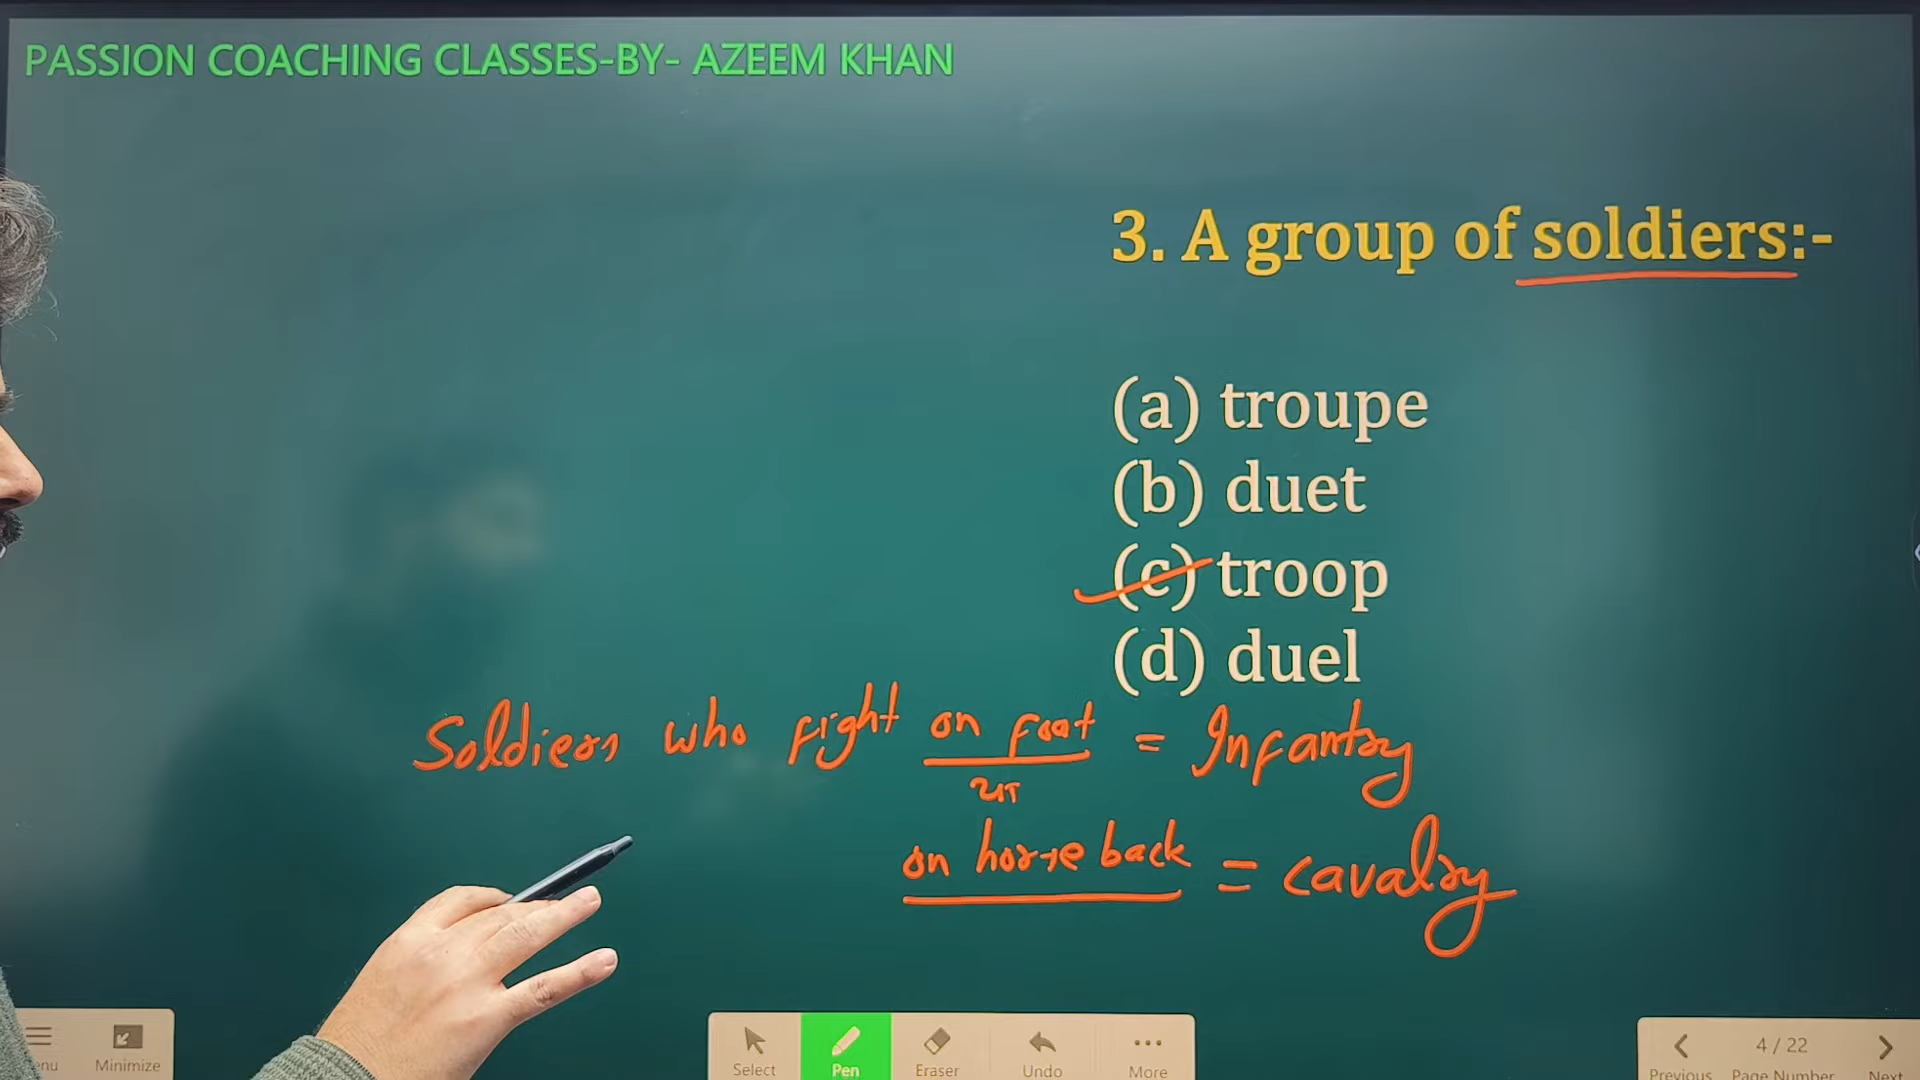 PASSION COACHING CLASSES-BY- AZEEM KHAN
3. A group of soldiers:-
(a) troupe
(b) duet
(c) troop
(d) duel
Soldiers who fight on foot = Infantry
या
on horse back = cavalry
Minimize
Select
Pen
Eraser
Undo
More
4 / 22
Previous
Page Number
Next